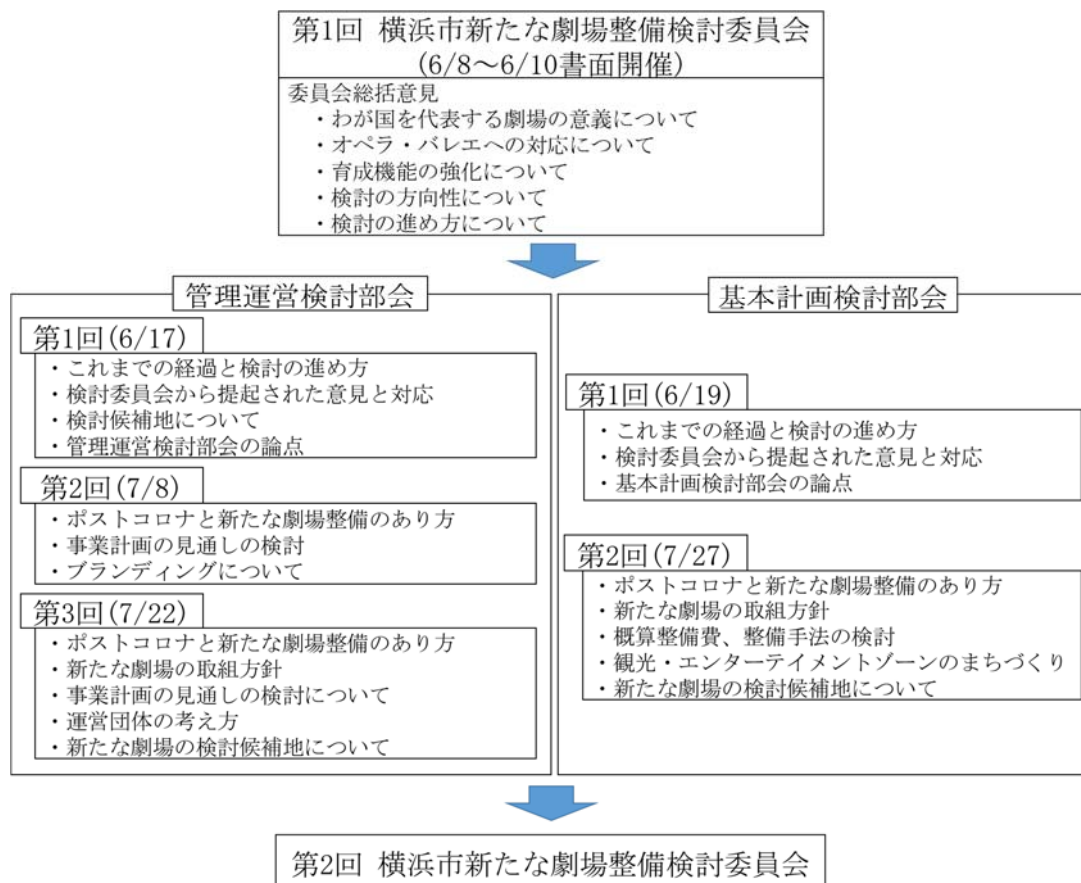 第1回 横浜市新たな劇場整備検討委員会
(6/8～6/10書面開催)
委員会総括意見
・わが国を代表する劇場の意義について
・オペラ・バレエへの対応について
・育成機能の強化について
・検討の方向性について
・検討の進め方について
管理運営検討部会
第1回(6/17)
・これまでの経過と検討の進め方
・検討委員会から提起された意見と対応
・検討候補地について
・管理運営検討部会の論点
第2回(7/8)
・ポストコロナと新たな劇場整備のあり方
・事業計画の見通しの検討
・ブランディングについて
第3回(7/22)
・ポストコロナと新たな劇場整備のあり方
・新たな劇場の取組方針
・事業計画の見通しの検討について
・運営団体の考え方
・新たな劇場の検討候補地について
基本計画検討部会
第1回(6/19)
・これまでの経過と検討の進め方
・検討委員会から提起された意見と対応
・基本計画検討部会の論点
第2回(7/27)
・ポストコロナと新たな劇場整備のあり方
・新たな劇場の取組方針
・概算整備費、整備手法の検討
・観光・エンターテイメントゾーンのまちづくり
・新たな劇場の検討候補地について
第2回 横浜市新たな劇場整備検討委員会